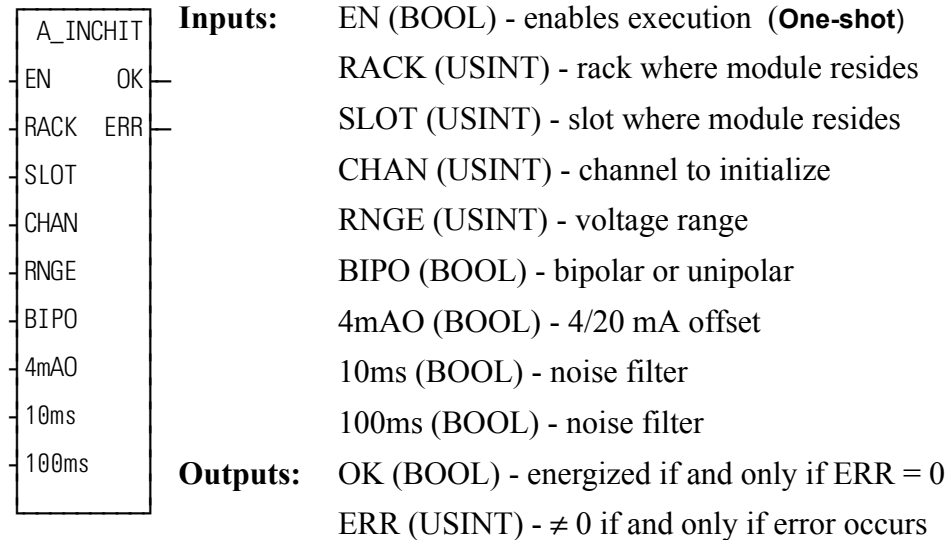 A_INCHIT
EN OK
RACK ERR
SLOT
CHAN
RNGE
BIPO
4mAO
10ms
100ms
Inputs: EN (BOOL) - enables execution (One-shot)
RACK (USINT) - rack where module resides
SLOT (USINT) - slot where module resides
CHAN (USINT) - channel to initialize
RNGE (USINT) - voltage range
BIPO (BOOL) - bipolar or unipolar
4mAO (BOOL) - 4/20 mA offset
10ms (BOOL) - noise filter
100ms (BOOL) - noise filter
Outputs: OK (BOOL) - energized if and only if ERR = 0
ERR (USINT) - ≠ 0 if and only if error occurs